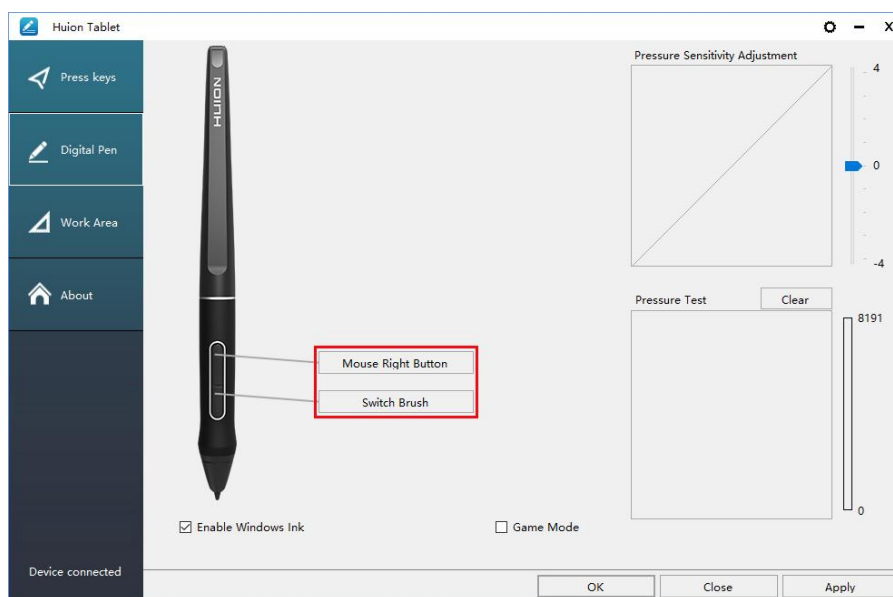 Huion Tablet
Press keys
Digital Pen
Work Area
About
Device connected
HUION
Mouse Right Button
Switch Brush
Enable Windows Ink
Game Mode
Pressure Sensitivity Adjustment
4
0
-4
Pressure Test
Clear
8191
0
OK
Close
Apply